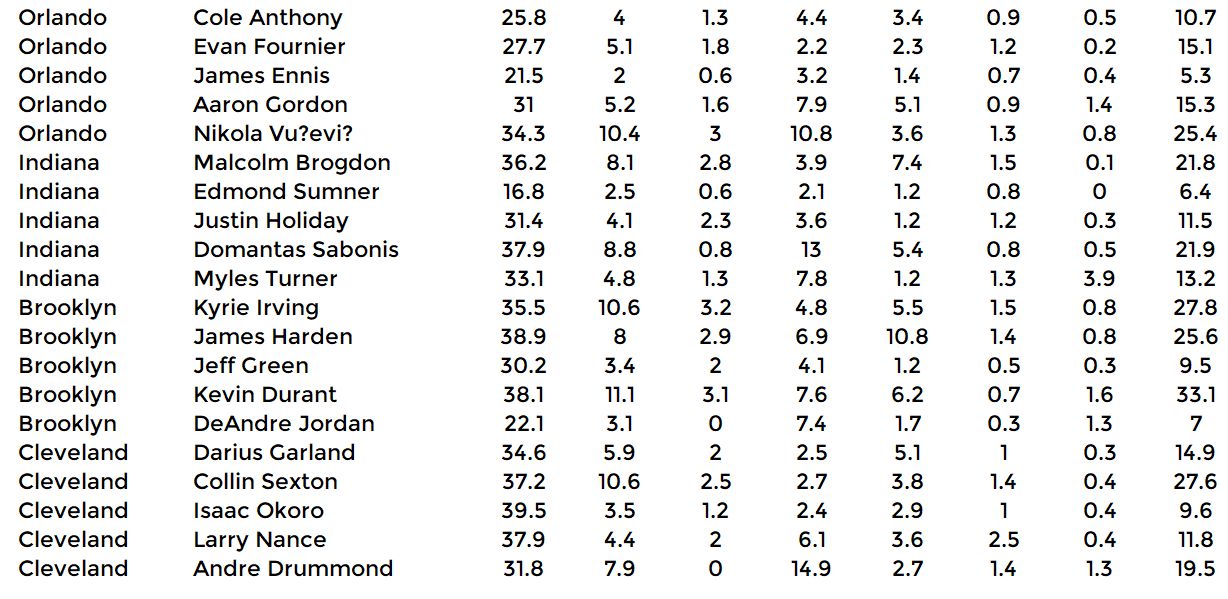 Orlando Cole Anthony 25.8 4 1.3 4.4 3.4 0.9 0.5 10.7
Orlando Evan Fournier 27.7 5.1 1.8 2.2 2.3 1.2 0.2 15.1
Orlando James Ennis 21.5 2 0.6 3.2 1.4 0.7 0.4 5.3
Orlando Aaron Gordon 31 5.2 1.6 7.9 5.1 0.9 1.4 15.3
Orlando Nikola Vu?evi? 34.3 10.4 3 10.8 3.6 1.3 0.8 25.4
Indiana Malcolm Brogdon 36.2 8.1 2.8 3.9 7.4 1.5 0.1 21.8
Indiana Edmond Sumner 16.8 2.5 0.6 2.1 1.2 0.8 0 6.4
Indiana Justin Holiday 31.4 4.1 2.3 3.6 1.2 1.2 0.3 11.5
Indiana Domantas Sabonis 37.9 8.8 0.8 13 5.4 0.8 0.5 21.9
Indiana Myles Turner 33.1 4.8 1.3 7.8 1.2 1.3 3.9 13.2
Brooklyn Kyrie Irving 35.5 10.6 3.2 4.8 5.5 1.5 0.8 27.8
Brooklyn James Harden 38.9 8 2.9 6.9 10.8 1.4 0.8 25.6
Brooklyn Jeff Green 30.2 3.4 2 4.1 1.2 0.5 0.3 9.5
Brooklyn Kevin Durant 38.1 11.1 3.1 7.6 6.2 0.7 1.6 33.1
Brooklyn DeAndre Jordan 22.1 3.1 0 7.4 1.7 0.3 1.3 7
Cleveland Darius Garland 34.6 5.9 2 2.5 5.1 1 0.3 14.9
Cleveland Collin Sexton 37.2 10.6 2.5 2.7 3.8 1.4 0.4 27.6
Cleveland Isaac Okoro 39.5 3.5 1.2 2.4 2.9 1 0.4 9.6
Cleveland Larry Nance 37.9 4.4 2 6.1 3.6 2.5 0.4 11.8
Cleveland Andre Drummond 31.8 7.9 0 14.9 2.7 1.4 1.3 19.5